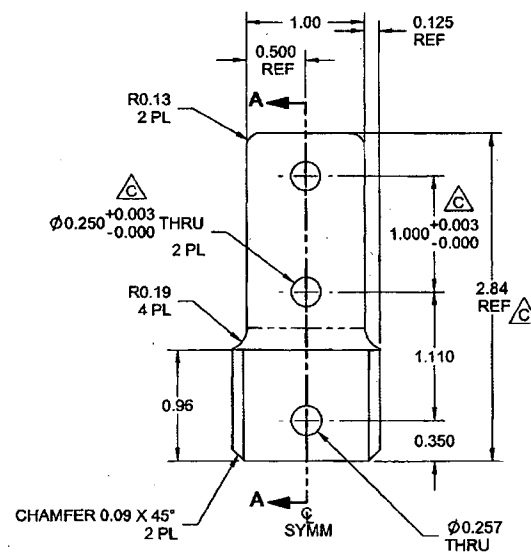 1.00
0.125
REF
0.500
REF
A
R0.13
2 PL
C
Ø0.250 +0.003 THRU
-0.000
2 PL
C
1.000 +0.003
-0.000
R0.19
4 PL
2.84
REF C
1.110
0.96
0.350
A
CHAMFER 0.09 X 45°
2 PL
℄
SYMM
Ø0.257
THRU